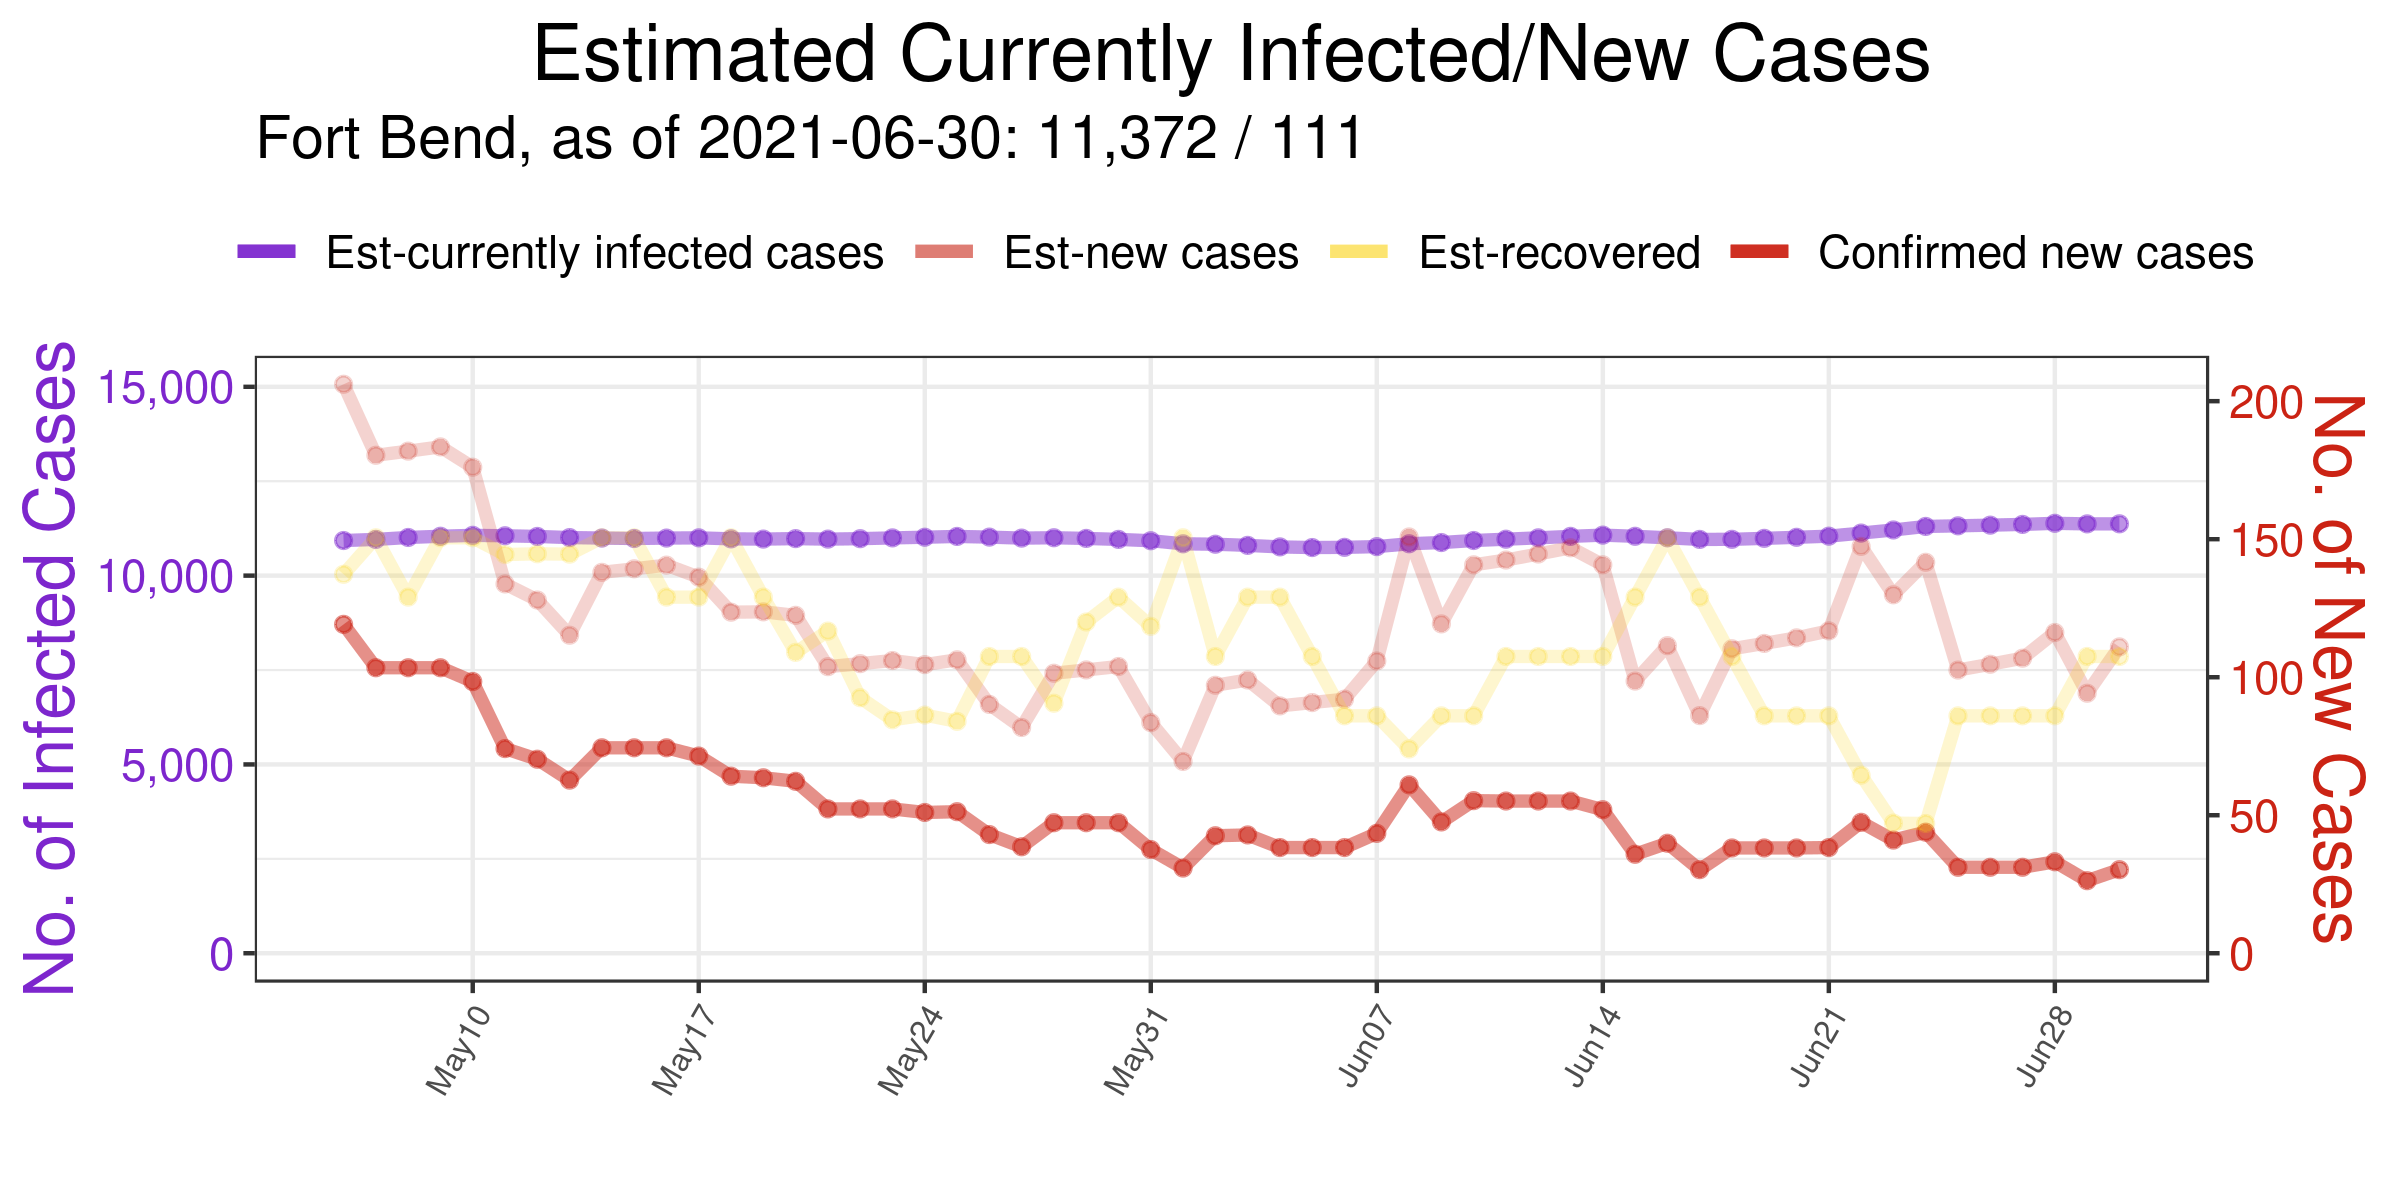 Estimated Currently Infected/New Cases
Fort Bend, as of 2021-06-30: 11,372 / 111
Est-currently infected cases Est-new cases Est-recovered Confirmed new cases
No. of Infected Cases
15,000
10,000
5,000
0
200
150
100
50
0
No. of New Cases
May10 May17 May24 May31 Jun07 Jun14 Jun21 Jun28